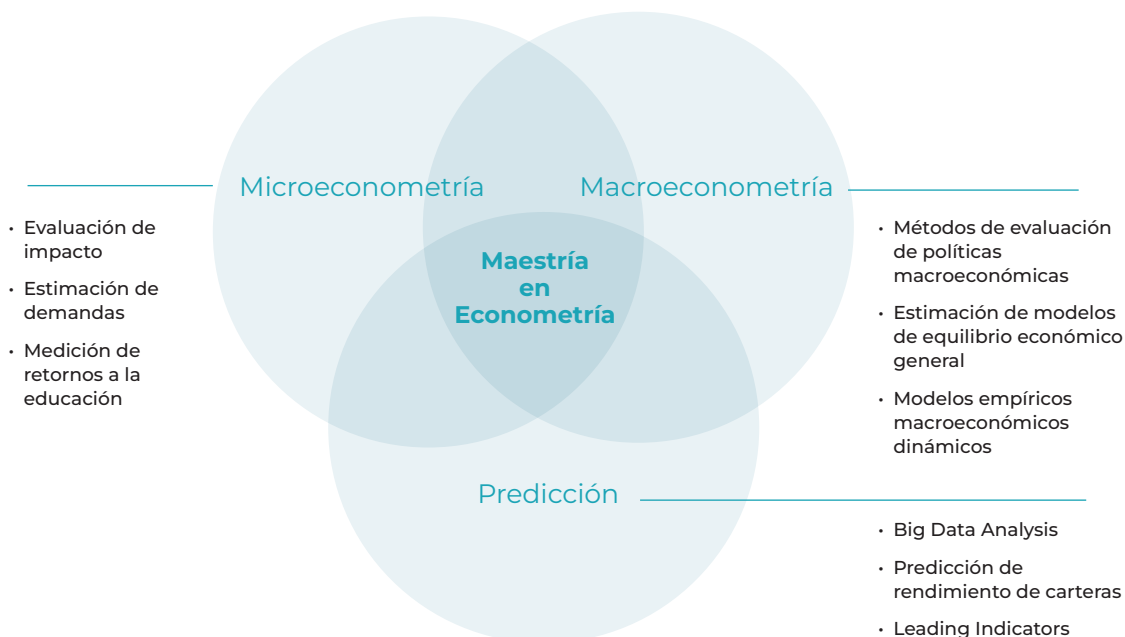 Microeconometría
Macroeconometría
Maestría
en
Econometría
Predicción
· Evaluación de
impacto
· Estimación de
demandas
· Medición de
retornos a la
educación
· Métodos de evaluación
de políticas
macroeconómicas
· Estimación de modelos
de equilibrio económico
general
· Modelos empíricos
macroeconómicos
dinámicos
· Big Data Analysis
· Predicción de
rendimiento de carteras
· Leading Indicators